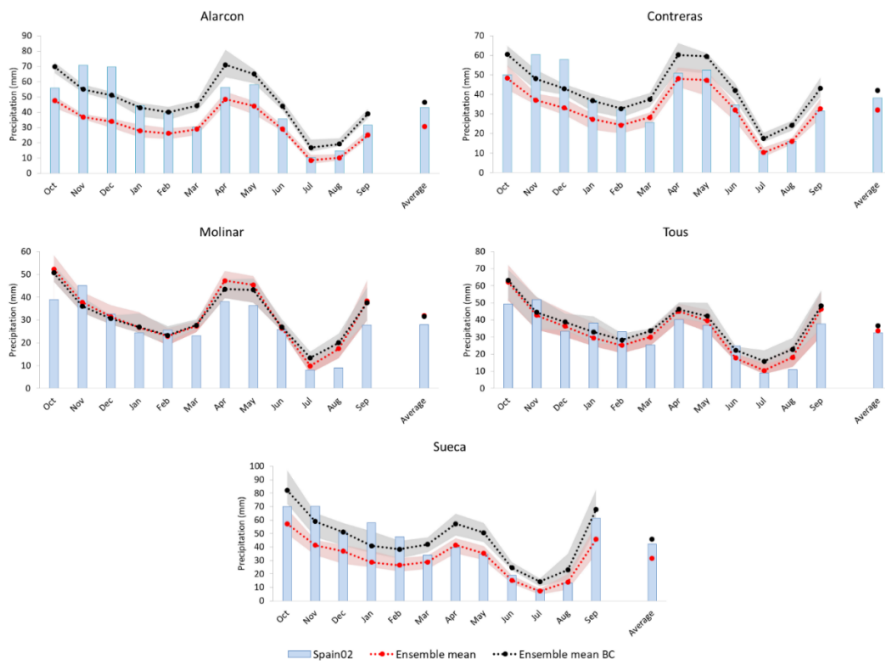 Alarcon
Precipitation (mm)
90
80
70
60
50
40
30
20
10
0
Oct Nov Dec Jan Feb Mar Apr May Jun Jul Aug Sep Average
Contreras
Precipitation (mm)
70
60
50
40
30
20
10
0
Oct Nov Dec Jan Feb Mar Apr May Jun Jul Aug Sep Average
Molinar
Precipitation (mm)
60
50
40
30
20
10
0
Oct Nov Dec Jan Feb Mar Apr May Jun Jul Aug Sep Average
Tous
Precipitation (mm)
80
70
60
50
40
30
20
10
0
Oct Nov Dec Jan Feb Mar Apr May Jun Jul Aug Sep Average
Sueca
Precipitation (mm)
100
90
80
70
60
50
40
30
20
10
0
Oct Nov Dec Jan Feb Mar Apr May Jun Jul Aug Sep Average
Spain02 Ensemble mean Ensemble mean BC